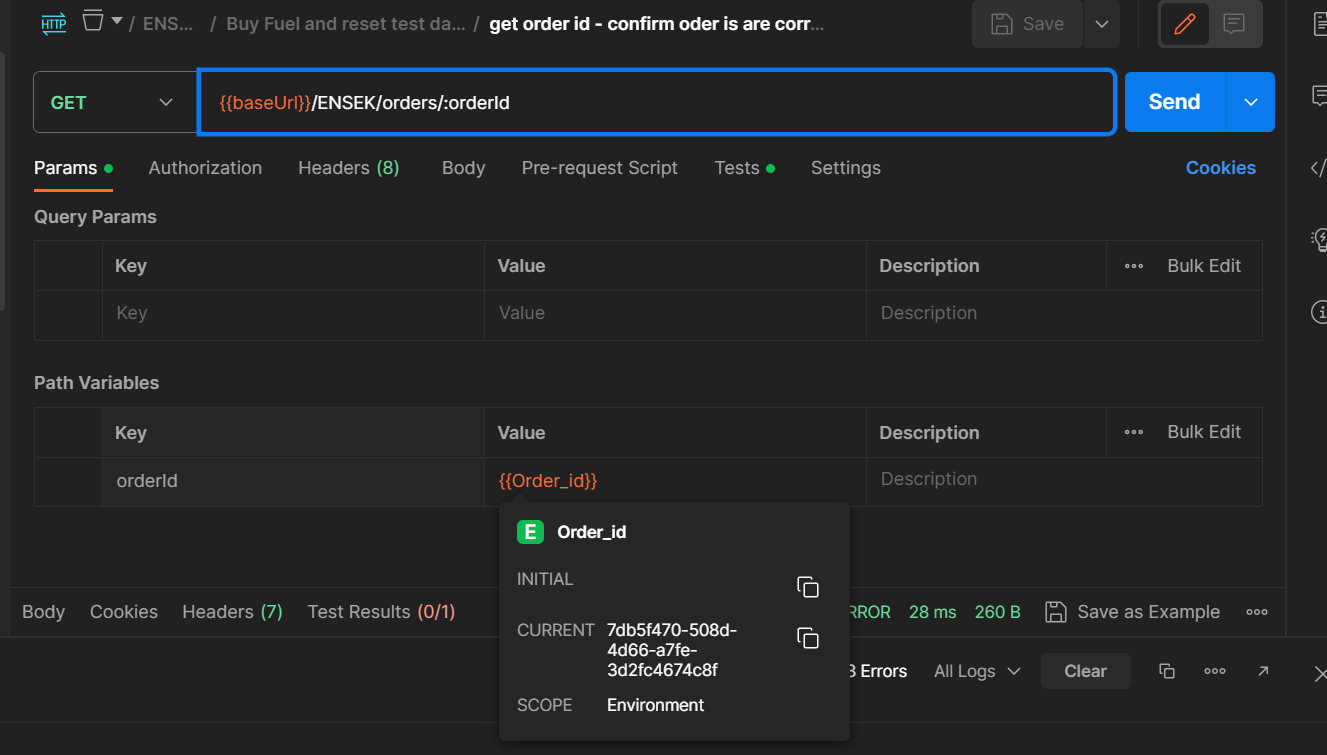 HTTP / ENS... / Buy Fuel and reset test da... / get order id - confirm oder is are corr... Save
GET {{baseUrl}}/ENSEK/orders/:orderId Send
Params Authorization Headers (8) Body Pre-request Script Tests Settings Cookies
Query Params
Key Value Description Bulk Edit
Key Value Description
Path Variables
Key Value Description Bulk Edit
orderId {{Order_id}} Description
E Order_id
INITIAL
Body Cookies Headers (7) Test Results (0/1) RROR 28 ms 260 B Save as Example
CURRENT 7db5f470-508d-
4d66-a7fe-
3d2fc4674c8f
Errors All Logs Clear
SCOPE Environment